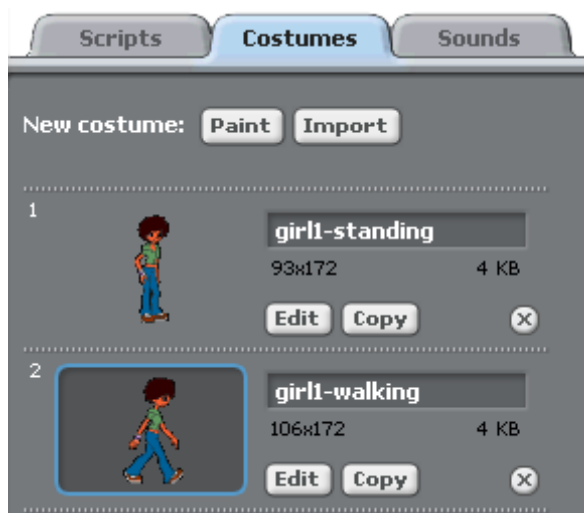 Scripts Costumes Sounds
New costume: Paint Import
1
girl1-standing
93x172 4 KB
Edit Copy x
2
girl1-walking
106x172 4 KB
Edit Copy x